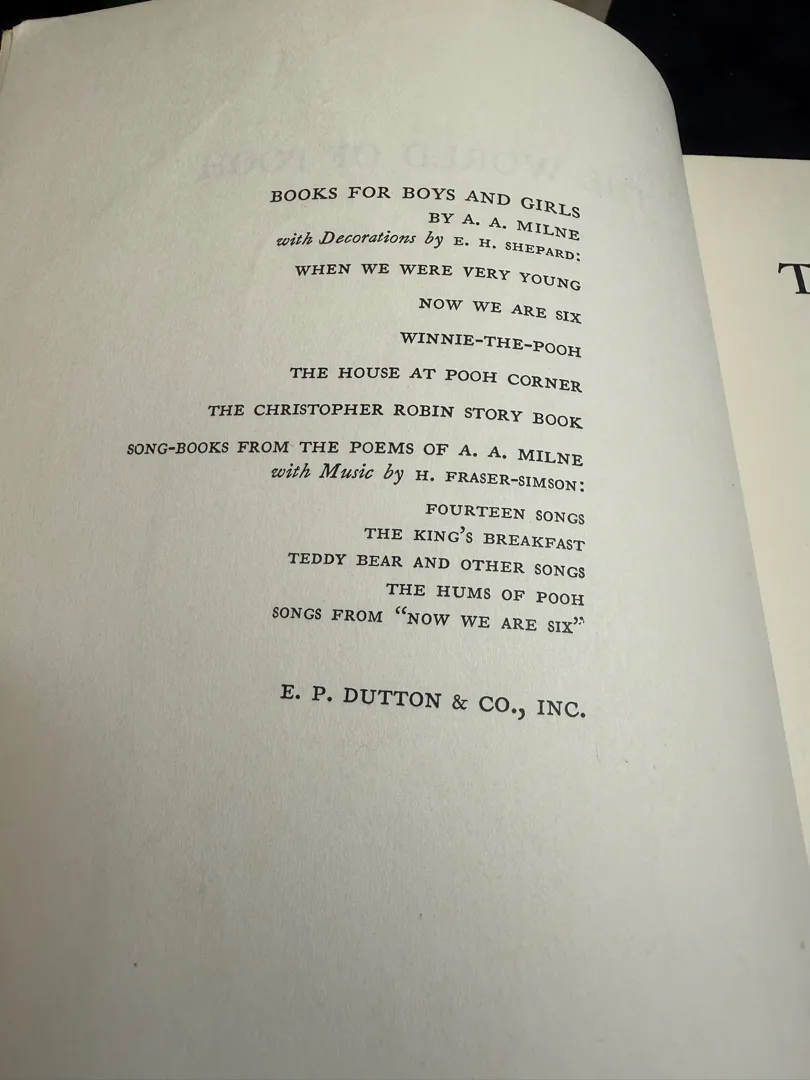 BOOKS FOR BOYS AND GIRLS
BY A. A. MILNE
with Decorations by E. H. SHEPARD:
WHEN WE WERE VERY YOUNG
NOW WE ARE SIX
WINNIE-THE-POOH
THE HOUSE AT POOH CORNER
THE CHRISTOPHER ROBIN STORY BOOK
SONG-BOOKS FROM THE POEMS OF A. A. MILNE
with Music by H. FRASER-SIMSON:
FOURTEEN SONGS
THE KING'S BREAKFAST
TEDDY BEAR AND OTHER SONGS
THE HUMS OF POOH
SONGS FROM "NOW WE ARE SIX"
E. P. DUTTON & CO., INC.
T